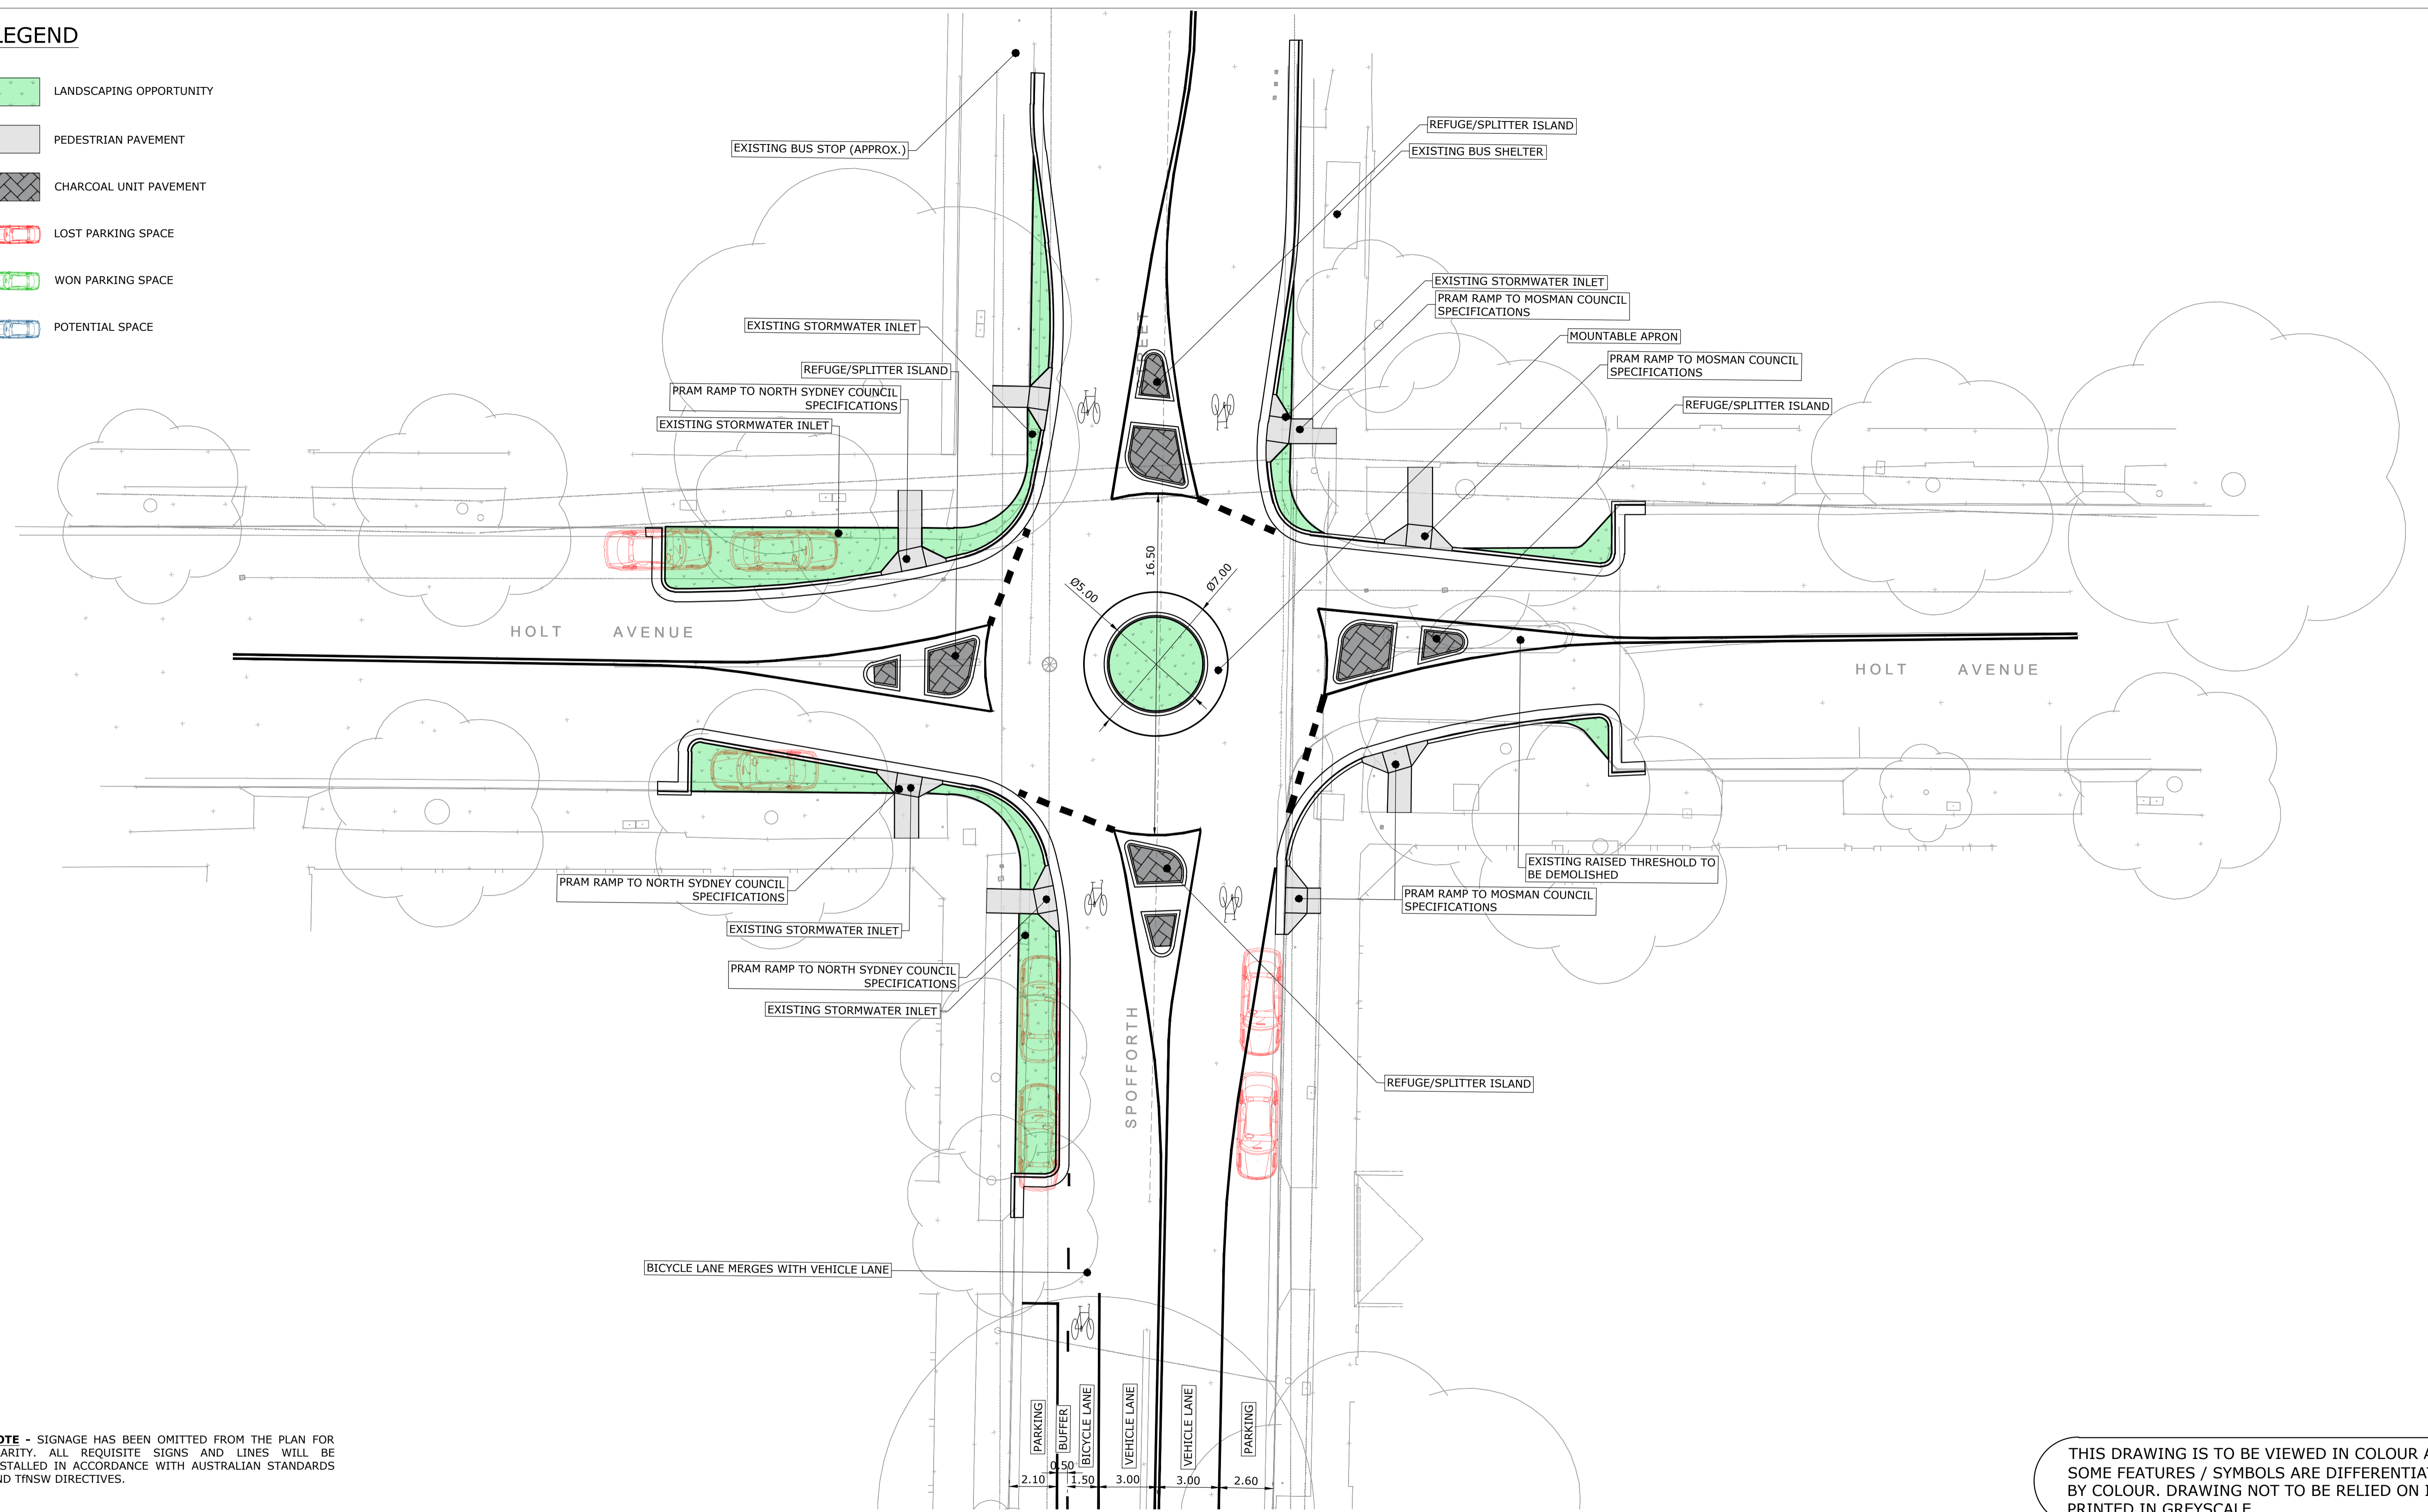 LEGEND
LANDSCAPING OPPORTUNITY
PEDESTRIAN PAVEMENT
CHARCOAL UNIT PAVEMENT
LOST PARKING SPACE
WON PARKING SPACE
POTENTIAL SPACE
EXISTING BUS STOP (APPROX.)
REFUGE/SPLITTER ISLAND
EXISTING BUS SHELTER
EXISTING STORMWATER INLET
PRAM RAMP TO MOSMAN COUNCIL
SPECIFICATIONS
MOUNTABLE APRON
PRAM RAMP TO MOSMAN COUNCIL
SPECIFICATIONS
REFUGE/SPLITTER ISLAND
EXISTING STORMWATER INLET
REFUGE/SPLITTER ISLAND
PRAM RAMP TO NORTH SYDNEY COUNCIL
SPECIFICATIONS
EXISTING STORMWATER INLET
STREET
16.50
Ø5.00
Ø7.00
HOLT AVENUE
HOLT AVENUE
PRAM RAMP TO NORTH SYDNEY COUNCIL
SPECIFICATIONS
EXISTING STORMWATER INLET
PRAM RAMP TO NORTH SYDNEY COUNCIL
SPECIFICATIONS
EXISTING STORMWATER INLET
EXISTING RAISED THRESHOLD TO
BE DEMOLISHED
PRAM RAMP TO MOSMAN COUNCIL
SPECIFICATIONS
SPOFFORTH
REFUGE/SPLITTER ISLAND
BICYCLE LANE MERGES WITH VEHICLE LANE
PARKING
BUFFER
BICYCLE LANE
VEHICLE LANE
VEHICLE LANE
PARKING
2.10
0.50
1.50
3.00
3.00
2.60
OTE - SIGNAGE HAS BEEN OMITTED FROM THE PLAN FOR
ARITY. ALL REQUISITE SIGNS AND LINES WILL BE
STALLED IN ACCORDANCE WITH AUSTRALIAN STANDARDS
ND TfNSW DIRECTIVES.
THIS DRAWING IS TO BE VIEWED IN COLOUR A
SOME FEATURES / SYMBOLS ARE DIFFERENTIAT
BY COLOUR. DRAWING NOT TO BE RELIED ON I
PRINTED IN GREYSCALE